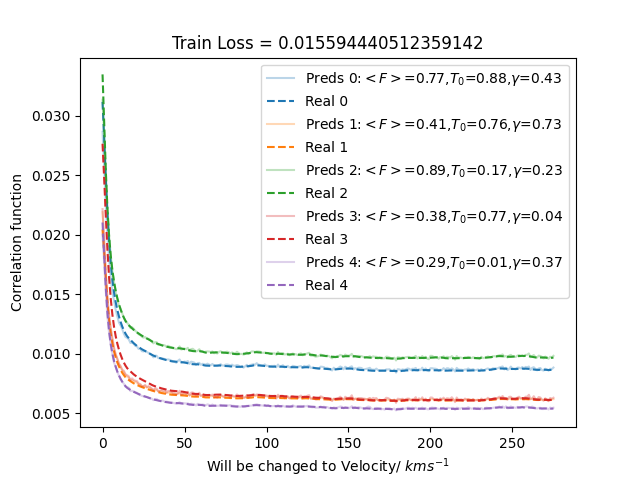 Train Loss = 0.015594440512359142
Preds 0: < F > =0.77,T₀=0.88,γ=0.43
Real 0
Preds 1: < F > =0.41,T₀=0.76,γ=0.73
Real 1
Preds 2: < F > =0.89,T₀=0.17,γ=0.23
Real 2
Preds 3: < F > =0.38,T₀=0.77,γ=0.04
Real 3
Preds 4: < F > =0.29,T₀=0.01,γ=0.37
Real 4
0.030
0.025
0.020
0.015
0.010
0.005
Correlation function
0 50 100 150 200 250
Will be changed to Velocity/ kms⁻¹